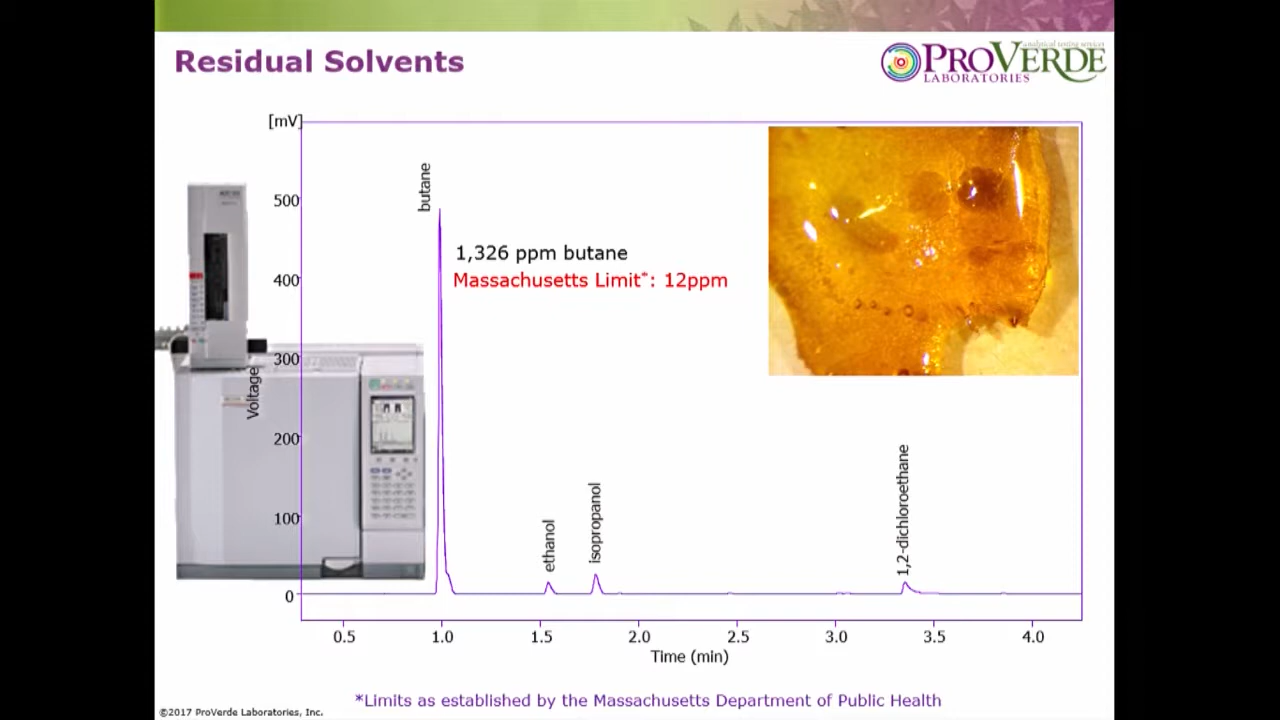 Residual Solvents
analytical testing services
PROVERDE
LABORATORIES
[mV]
butane
500
1,326 ppm butane
Massachusetts Limit*: 12ppm
400
300
Voltage
200
100
0
ethanol
isopropanol
1,2-dichloroethane
0.5 1.0 1.5 2.0 2.5 3.0 3.5 4.0
Time (min)
*Limits as established by the Massachusetts Department of Public Health
©2017 ProVerde Laboratories, Inc.